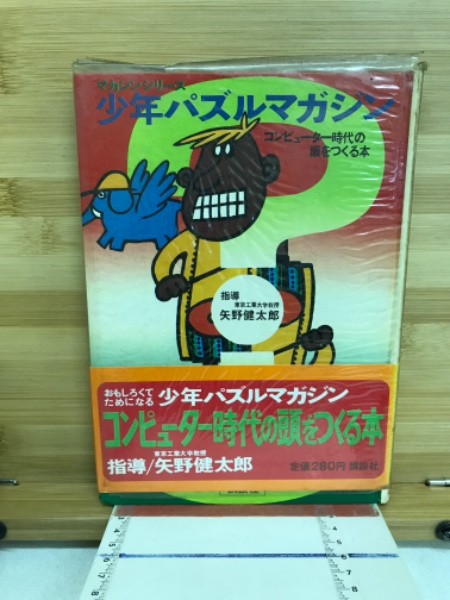 マガジンシリーズ
少年パズルマガジン
コンピューター時代の
頭をつくる本
指導
東京工業大学教授
矢野健太郎
おもしろくて
ためになる
少年パズルマガジン
コンピューター時代の頭をつくる本
東京工業大学教授
指導/矢野健太郎
定価280円 講談社